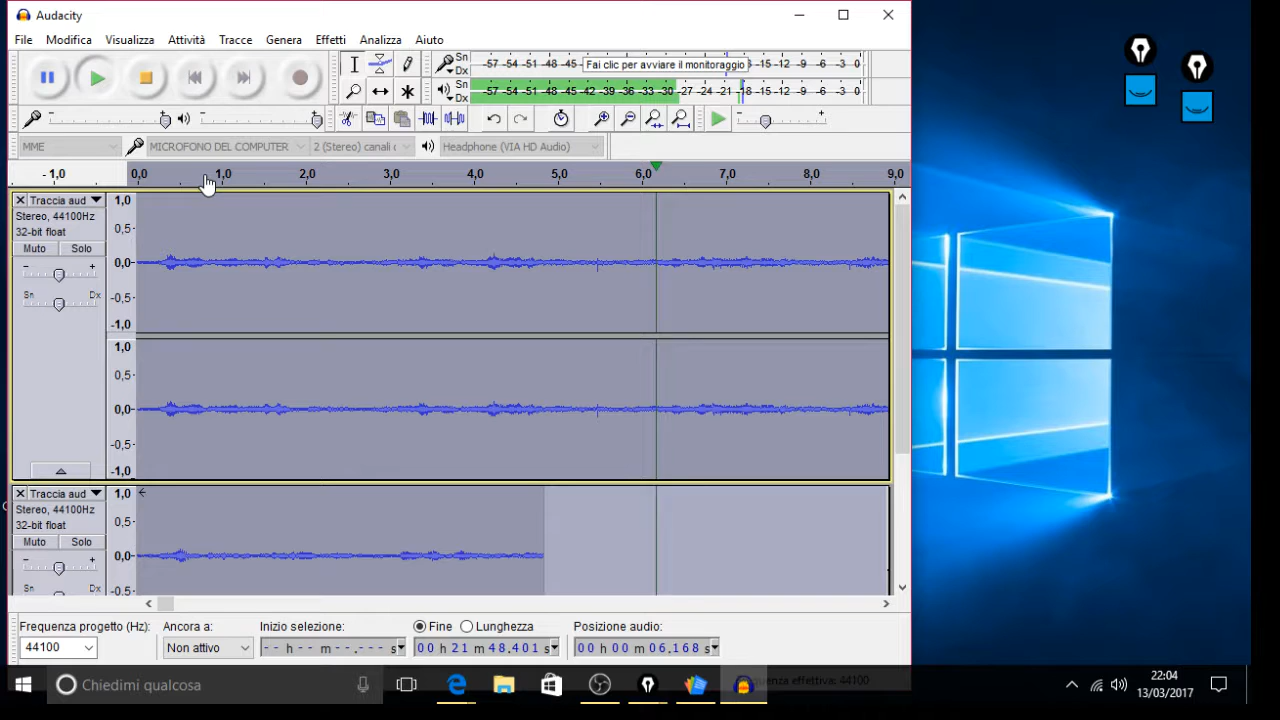 Audacity
File Modifica Visualizza Attività Tracce Genera Effetti Analizza Aiuto
Sn -57 -54 -51 -48 Fai clic per avviare il monitoraggio -15 -12 -9 -6 -3 0
Dx
Sn -57 -54 -51 -48 -45 -42 -39 -36 -33 -30 -27 -24 -21 -18 -15 -12 -9 -6 -3 0
Dx
MME MICROFONO DEL COMPUTER 2 (Stereo) canali c Headphone (VIA HD Audio)
- 1,0 0,0 1,0 2,0 3,0 4,0 5,0 6,0 7,0 8,0 9,0
Traccia aud 1,0
Stereo, 44100Hz
32-bit float 0,5
Muto Solo
- + 0,0
Sn Dx -0,5
-1,0
1,0
0,5
0,0
-0,5
-1,0
Traccia aud 1,0
Stereo, 44100Hz
32-bit float 0,5
Muto Solo 0,0
- +
Sn Dx -0.5
Frequenza progetto (Hz): Ancora a: Inizio selezione: Fine Lunghezza Posizione audio:
44100 Non attivo -- h -- m --.--- s 00 h 21 m 48.401 s 00 h 00 m 06.168 s
Chiedimi qualcosa
quenza effettiva: 44100
22:04
13/03/2017